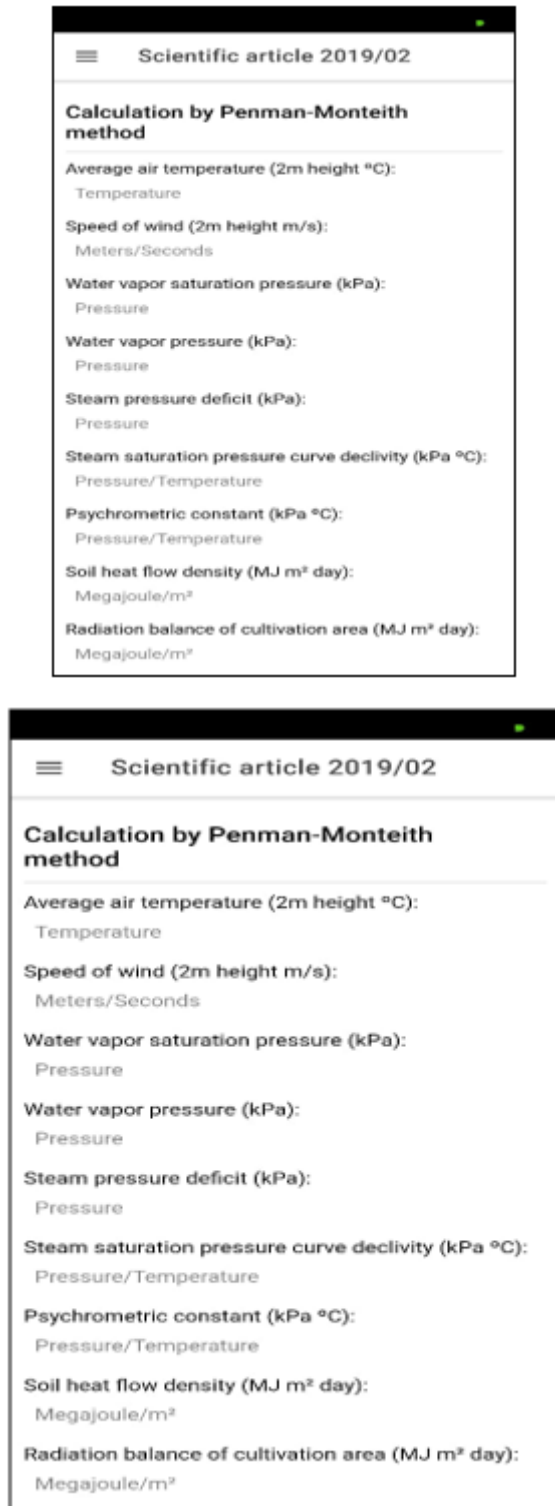 Scientific article 2019/02
Calculation by Penman-Monteith
method
Average air temperature (2m height ºC):
Temperature
Speed of wind (2m height m/s):
Meters/Seconds
Water vapor saturation pressure (kPa):
Pressure
Water vapor pressure (kPa):
Pressure
Steam pressure deficit (kPa):
Pressure
Steam saturation pressure curve declivity (kPa ºC):
Pressure/Temperature
Psychrometric constant (kPa ºC):
Pressure/Temperature
Soil heat flow density (MJ m² day):
Megajoule/m²
Radiation balance of cultivation area (MJ m² day):
Megajoule/m²
Scientific article 2019/02
Calculation by Penman-Monteith
method
Average air temperature (2m height ºC):
Temperature
Speed of wind (2m height m/s):
Meters/Seconds
Water vapor saturation pressure (kPa):
Pressure
Water vapor pressure (kPa):
Pressure
Steam pressure deficit (kPa):
Pressure
Steam saturation pressure curve declivity (kPa ºC):
Pressure/Temperature
Psychrometric constant (kPa ºC):
Pressure/Temperature
Soil heat flow density (MJ m² day):
Megajoule/m²
Radiation balance of cultivation area (MJ m² day):
Megajoule/m²